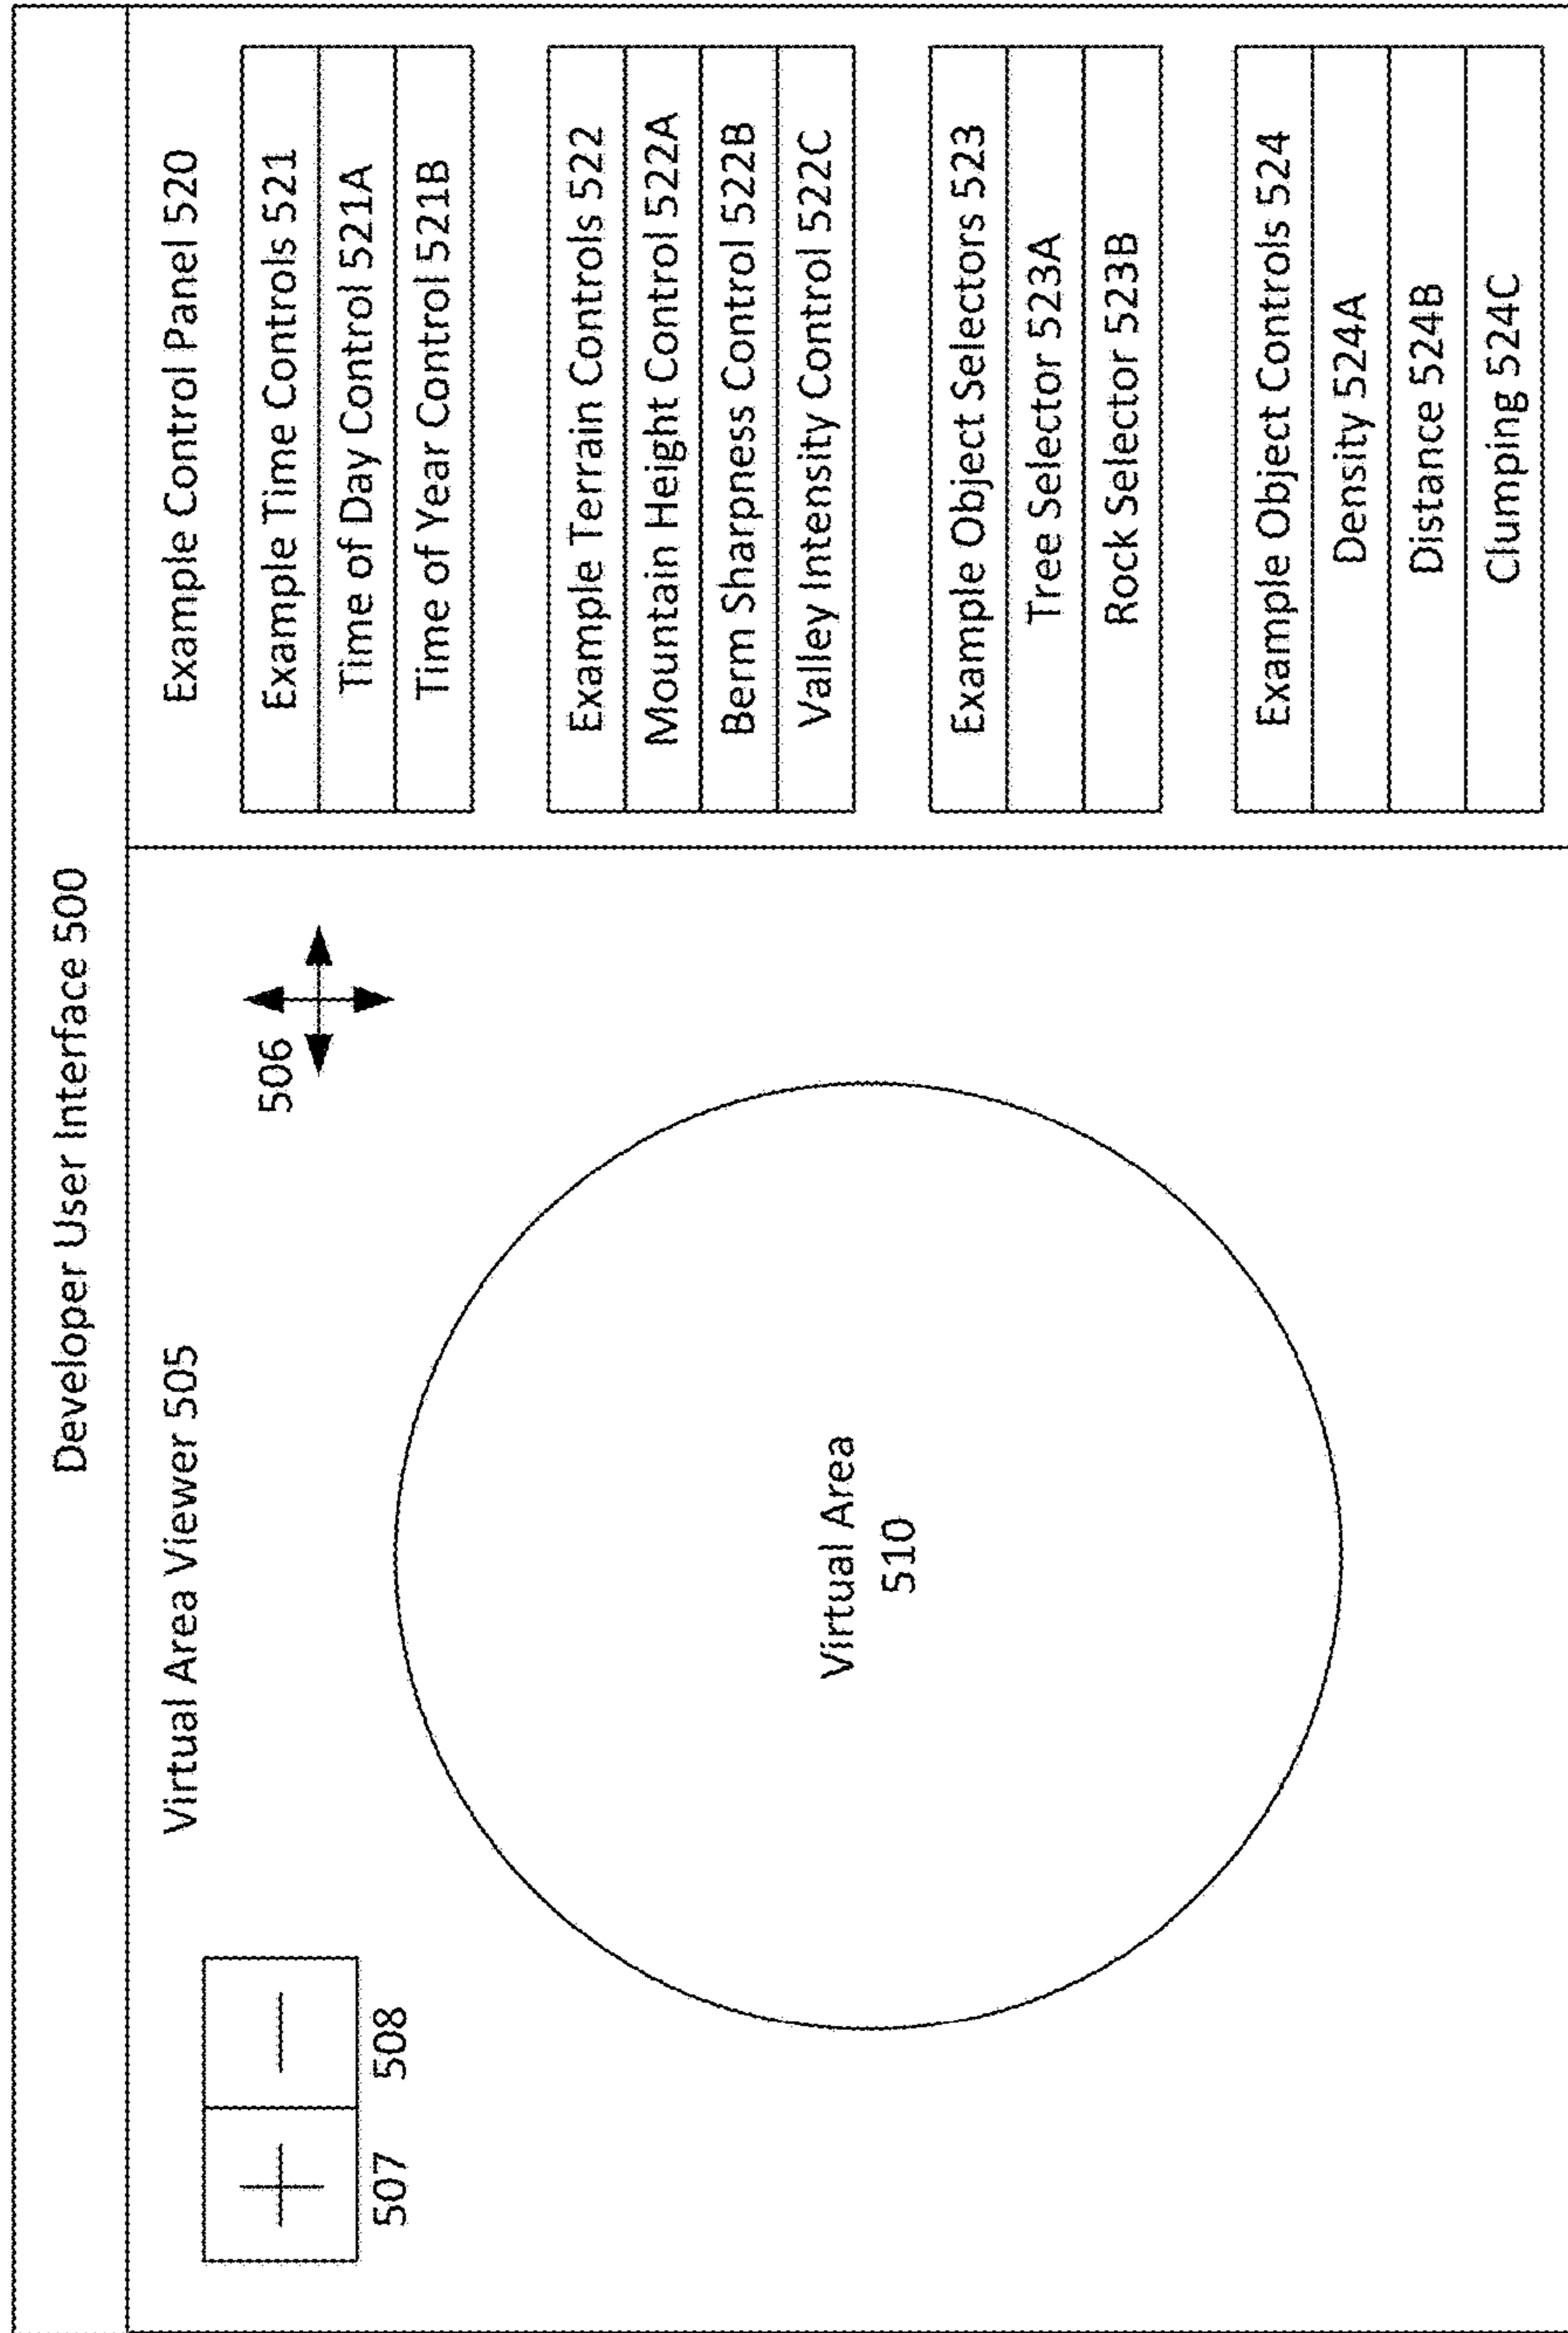 Developer User Interface 500
Virtual Area Viewer 505
507
508
506
Virtual Area
510
Example Control Panel 520
Example Time Controls 521
Time of Day Control 521A
Time of Year Control 521B
Example Terrain Controls 522
Mountain Height Control 522A
Berm Sharpness Control 522B
Valley Intensity Control 522C
Example Object Selectors 523
Tree Selector 523A
Rock Selector 523B
Example Object Controls 524
Density 524A
Distance 524B
Clumping 524C